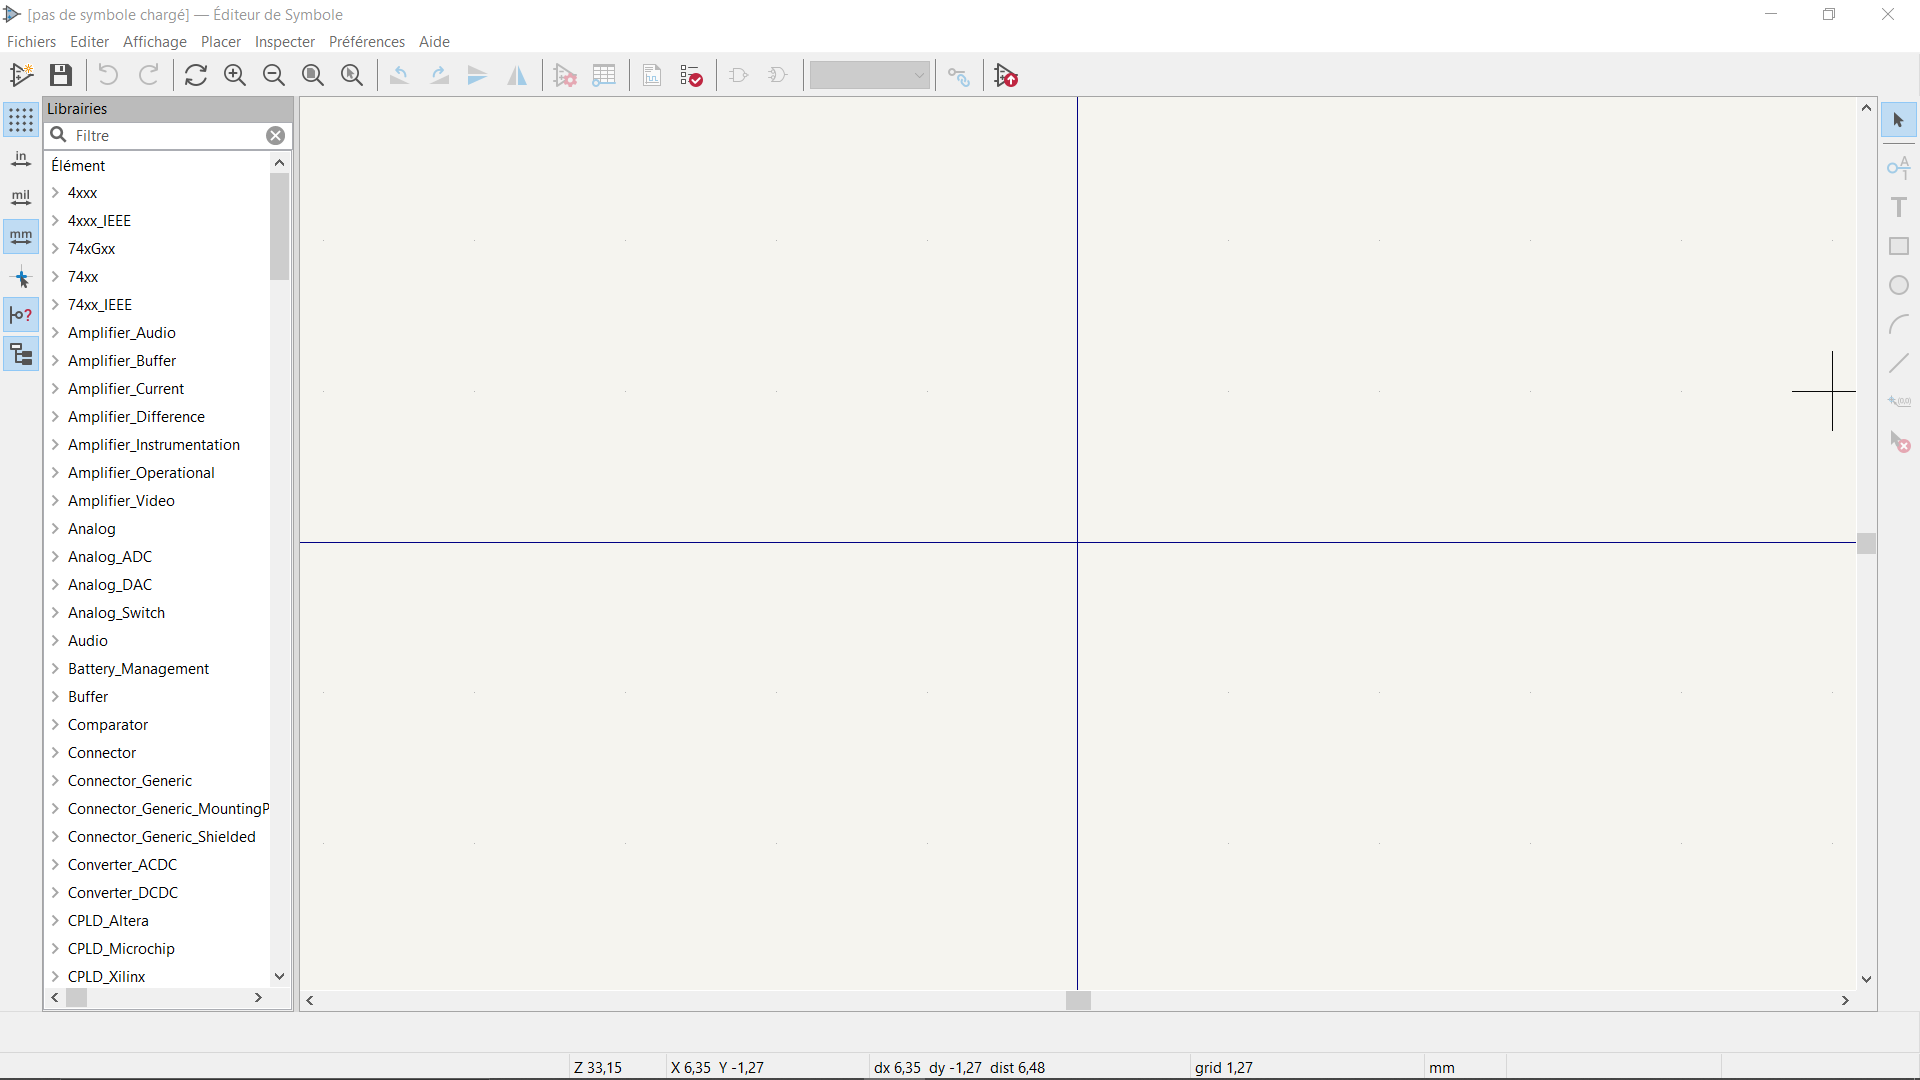 [pas de symbole chargé] — Éditeur de Symbole
Fichiers Editer Affichage Placer Inspecter Préférences Aide
Librairies
Filtre
Élément
4xxx
4xxx_IEEE
74xGxx
74xx
74xx_IEEE
Amplifier_Audio
Amplifier_Buffer
Amplifier_Current
Amplifier_Difference
Amplifier_Instrumentation
Amplifier_Operational
Amplifier_Video
Analog
Analog_ADC
Analog_DAC
Analog_Switch
Audio
Battery_Management
Buffer
Comparator
Connector
Connector_Generic
Connector_Generic_MountingP
Connector_Generic_Shielded
Converter_ACDC
Converter_DCDC
CPLD_Altera
CPLD_Microchip
CPLD_Xilinx
in
mil
mm
A
1
T
(0,0)
Z 33,15
X 6,35 Y -1,27
dx 6,35 dy -1,27 dist 6,48
grid 1,27
mm